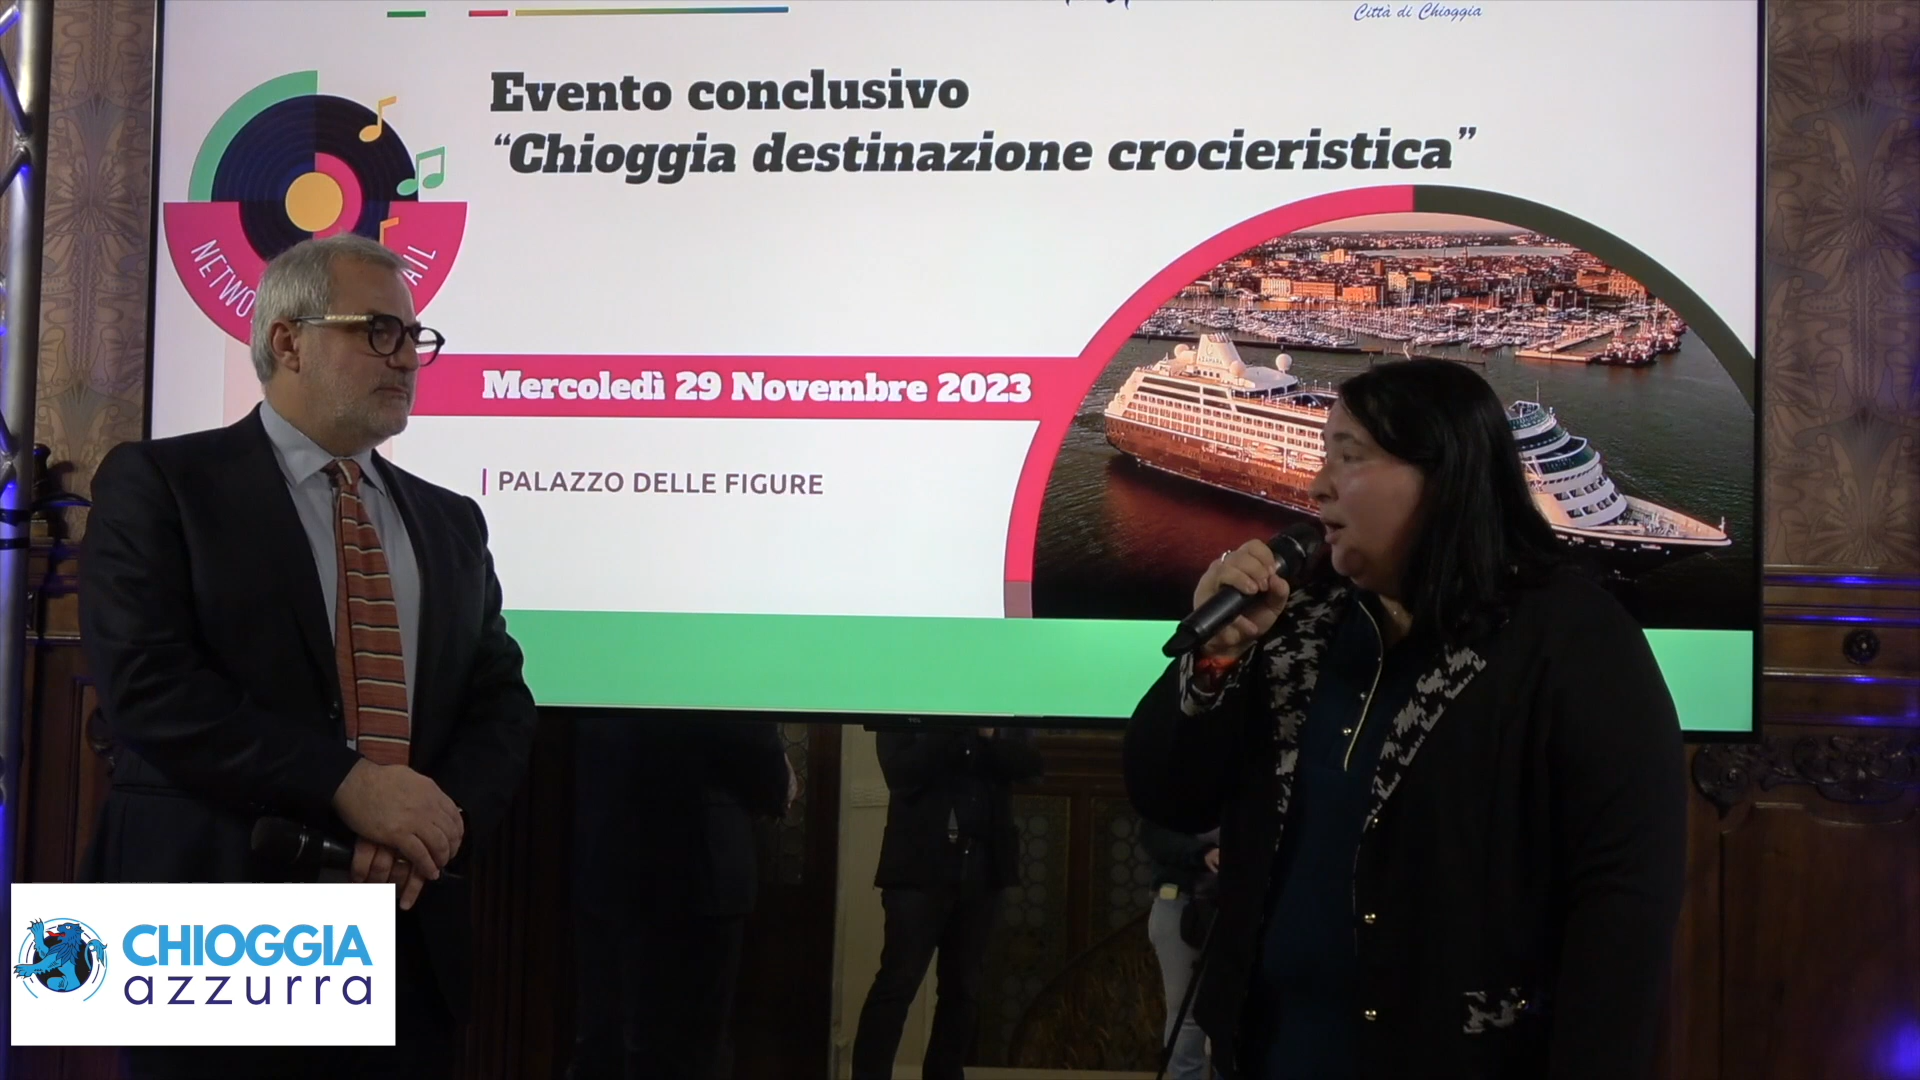 Città di Chioggia
Evento conclusivo
“Chioggia destinazione crocieristica”
Mercoledì 29 Novembre 2023
| PALAZZO DELLE FIGURE
CHIOGGIA
azzurra